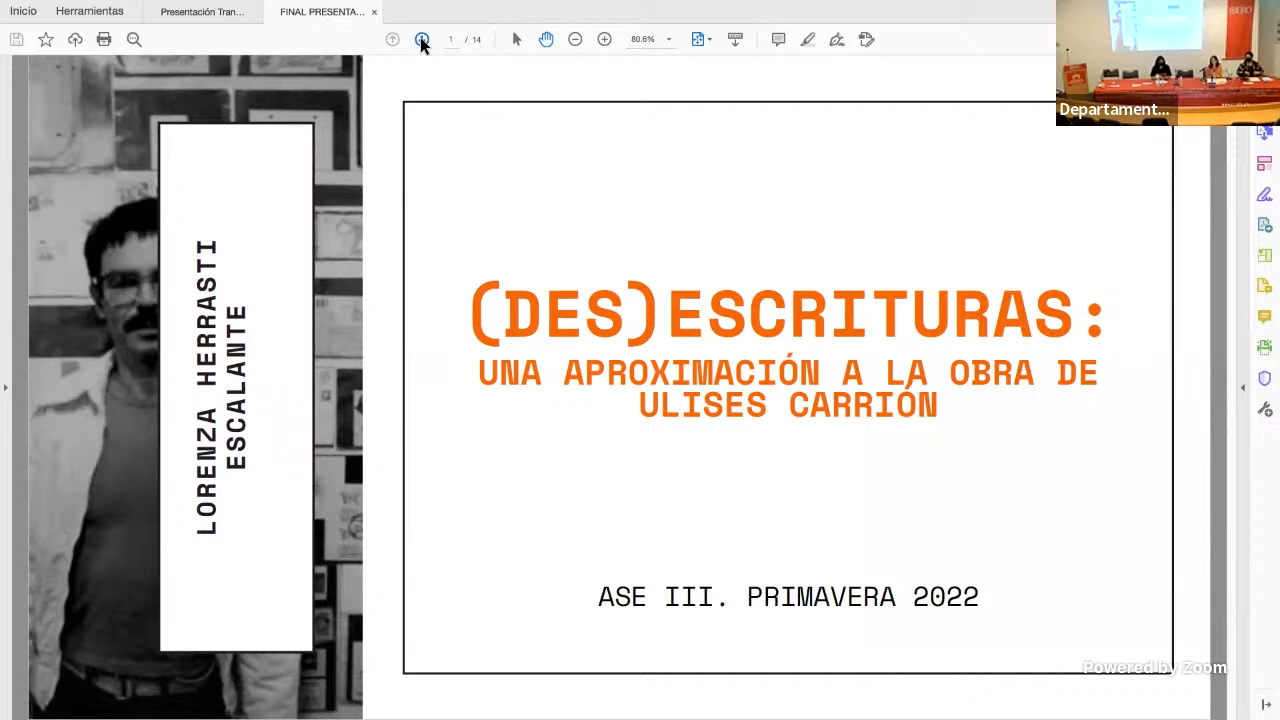 Inicio Herramientas Presentación Tran... FINAL PRESENTA... ×
1 / 14 80.6%
Departament...
LORENZA HERRASTI
ESCALANTE
(DES)ESCRITURAS:
UNA APROXIMACIÓN A LA OBRA DE
ULISES CARRIÓN
ASE III. PRIMAVERA 2022
Powered by Zoom